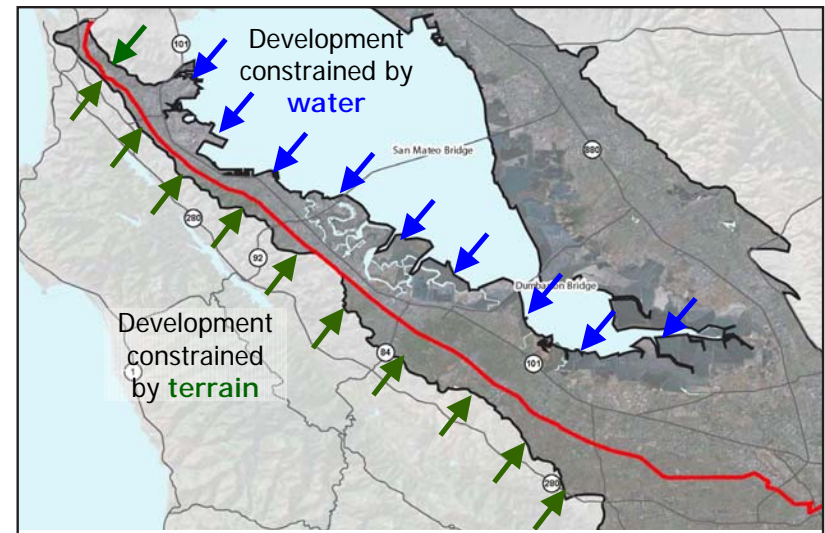 101
Development
constrained by
water
San Mateo Bridge
880
280
92
Dumbarton Bridge
Development
constrained
by terrain
1
84
101
280